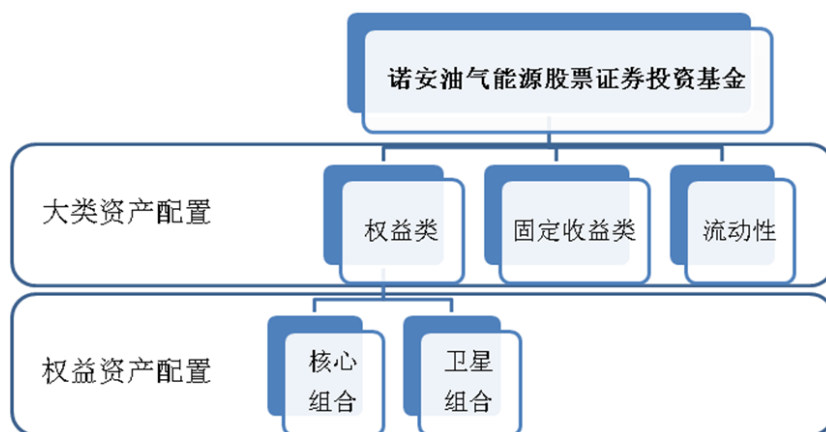 诺安油气能源股票证券投资基金
大类资产配置
权益类
固定收益类
流动性
权益资产配置
核心
组合
卫星
组合